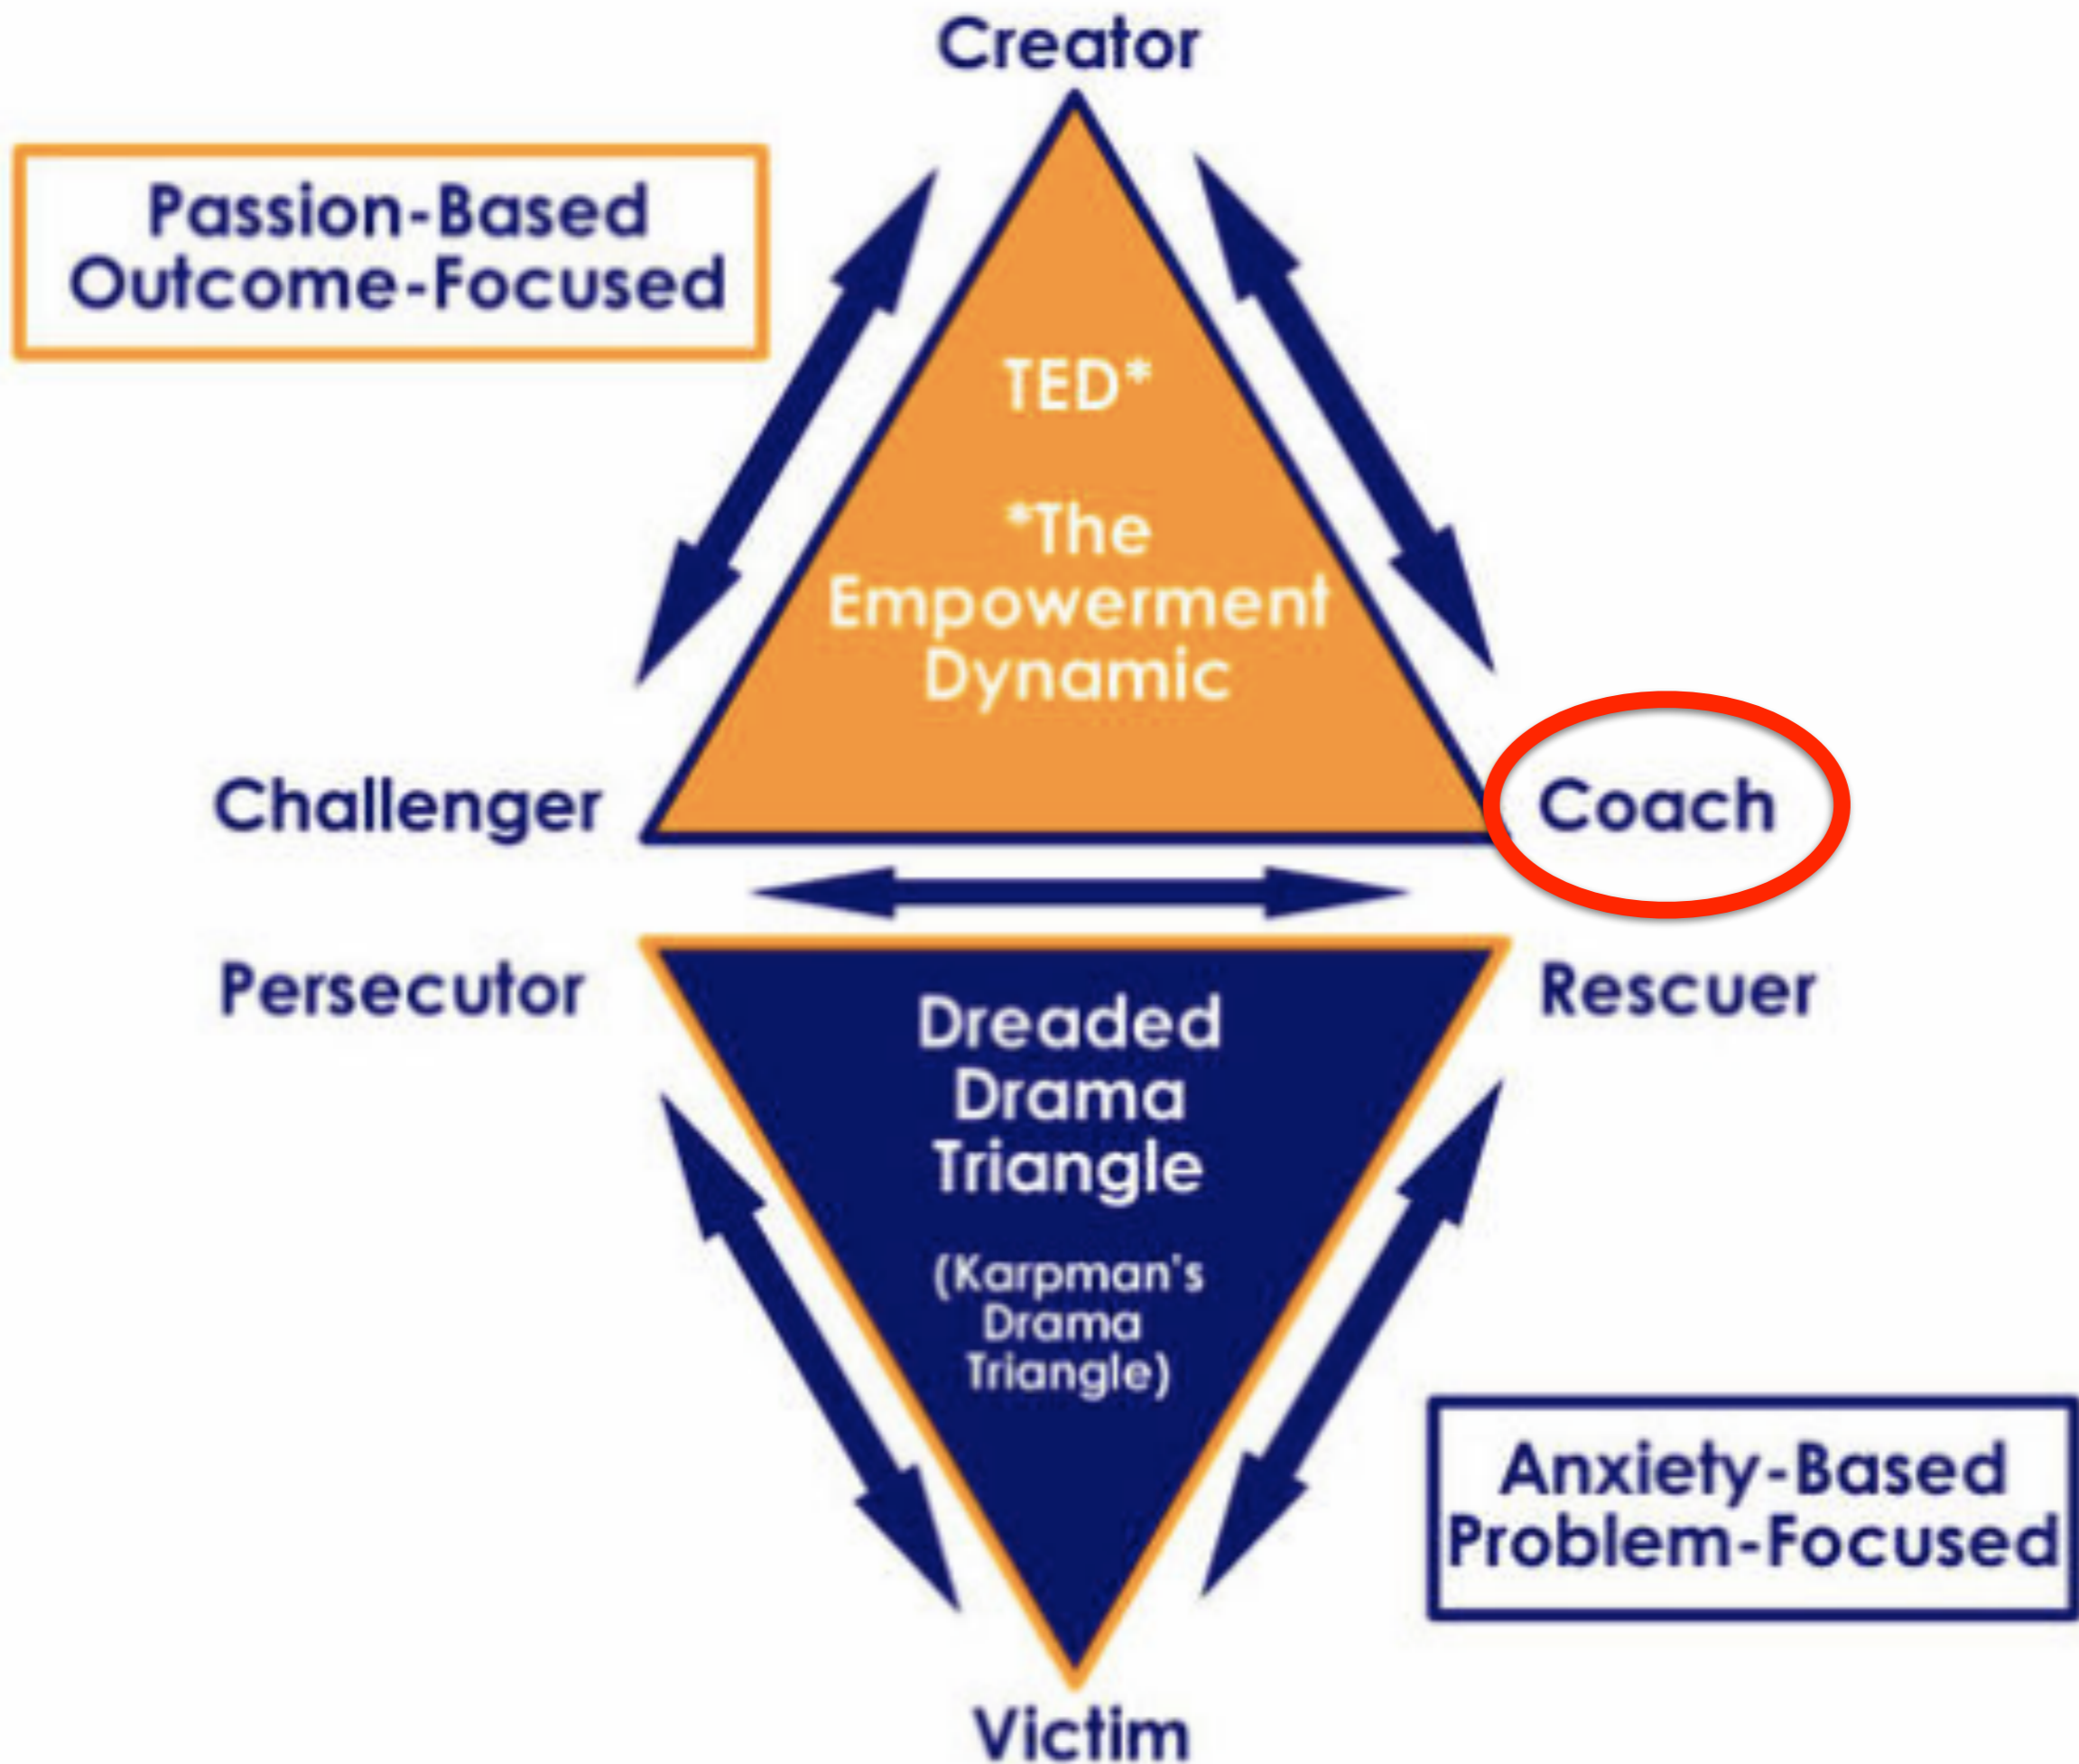 Creator
Passion-Based
Outcome-Focused
TED*
*The
Empowerment
Dynamic
Challenger
Coach
Persecutor
Rescuer
Dreaded
Drama
Triangle
(Karpman's
Drama
Triangle)
Anxiety-Based
Problem-Focused
Victim